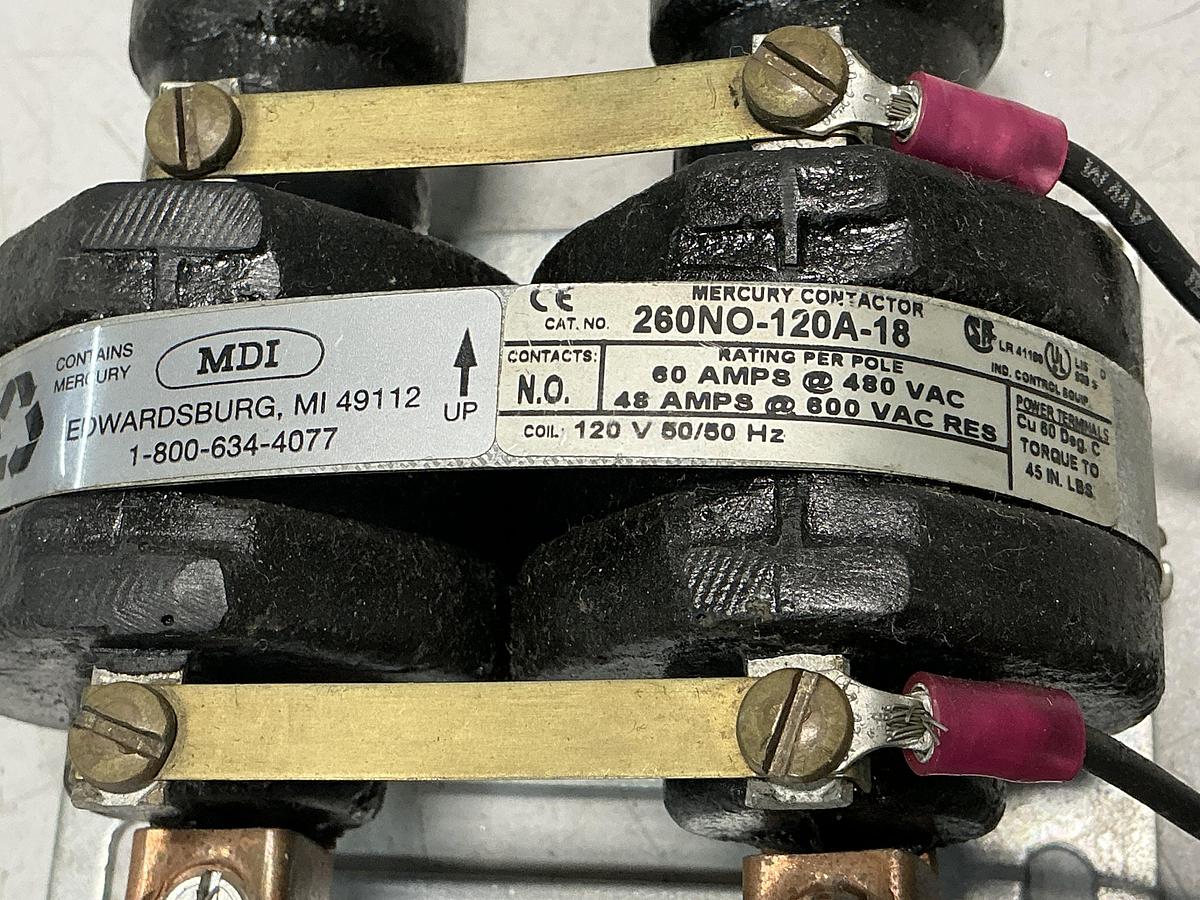 CONTAINS
MERCURY
MDI
EDWARDSBURG, MI 49112
1-800-634-4077
UP
CE
MERCURY CONTACTOR
CAT. NO. 260NO-120A-18
CONTACTS:
N.O.
RATING PER POLE
60 AMPS @ 480 VAC
48 AMPS @ 600 VAC RES
COIL: 120 V 50/50 Hz
UL
IND. CONTROL EQUIP.
POWER TERMINALS
Cu 60 Deg. C
TORQUE TO
45 IN. LBS.
AWM